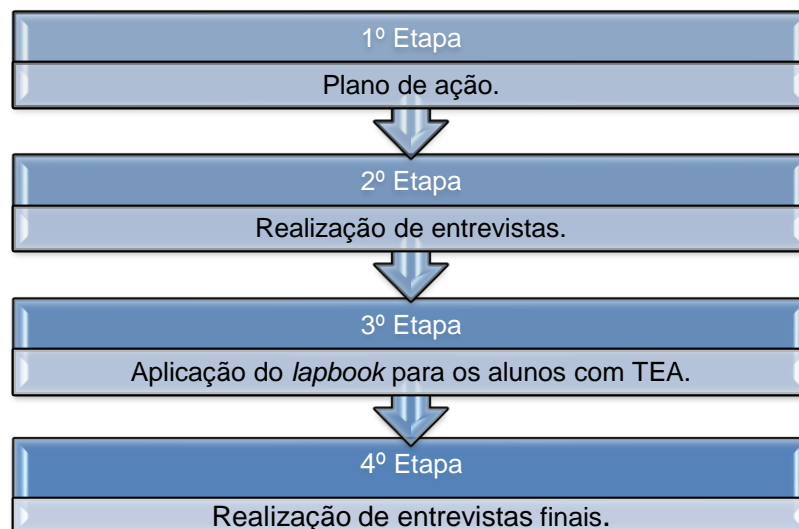 1º Etapa
Plano de ação.
2º Etapa
Realização de entrevistas.
3º Etapa
Aplicação do lapbook para os alunos com TEA.
4º Etapa
Realização de entrevistas finais.